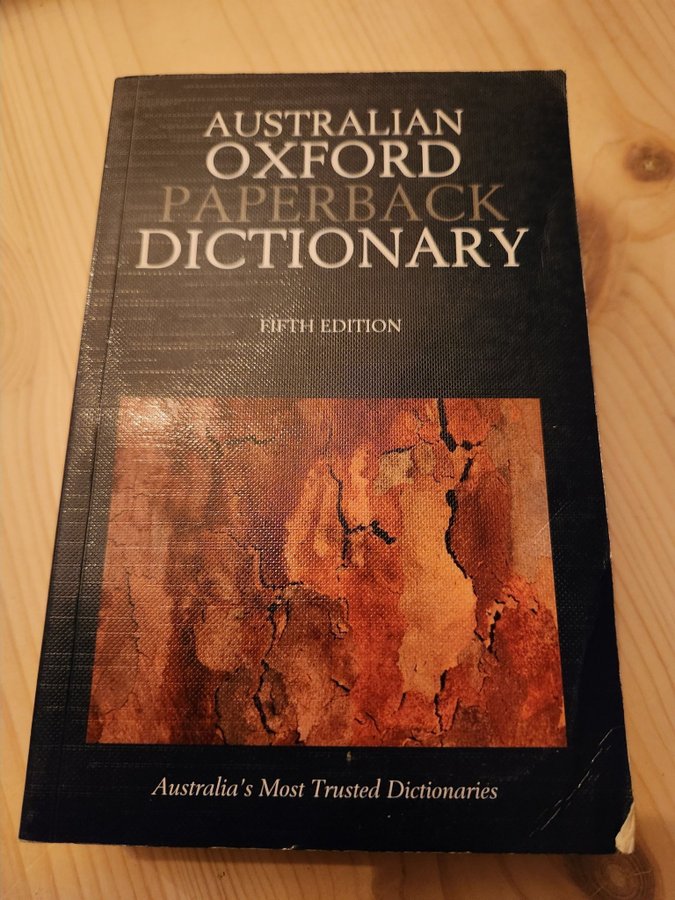 AUSTRALIAN
OXFORD
PAPERBACK
DICTIONARY
FIFTH EDITION
Australia's Most Trusted Dictionaries